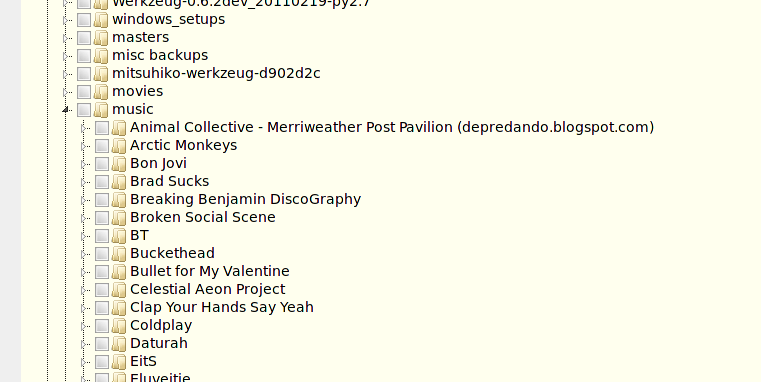 Werkzeug-0.6.2dev_20110219-py2.7
windows_setups
masters
misc backups
mitsuhiko-werkzeug-d902d2c
movies
music
Animal Collective - Merriweather Post Pavilion (depredando.blogspot.com)
Arctic Monkeys
Bon Jovi
Brad Sucks
Breaking Benjamin DiscoGraphy
Broken Social Scene
BT
Buckethead
Bullet for My Valentine
Celestial Aeon Project
Clap Your Hands Say Yeah
Coldplay
Daturah
EitS
Eluveitie